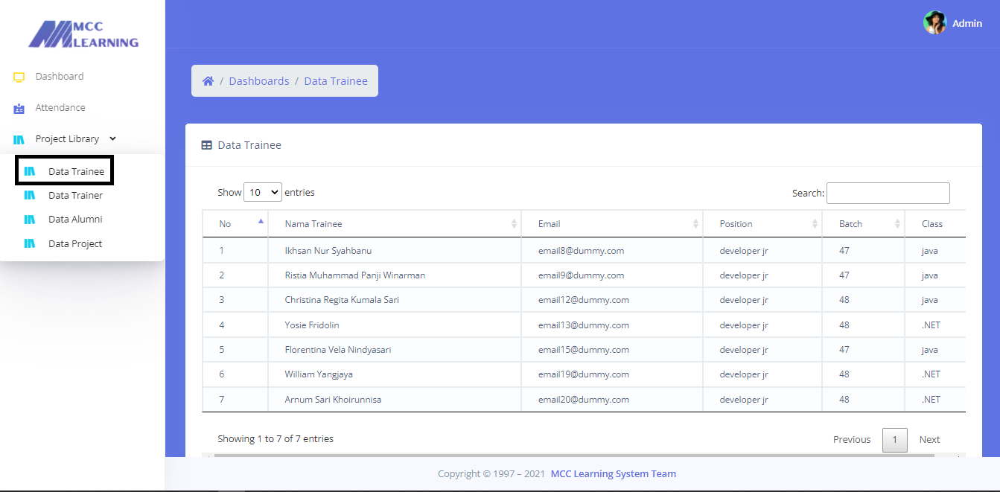 MCC
LEARNING
Admin
Dashboard
Attendance
Project Library
Data Trainee
Data Trainer
Data Alumni
Data Project
/ Dashboards / Data Trainee
Data Trainee
Show 10 entries
Search:
No Nama Trainee Email Position Batch Class
1 Ikhsan Nur Syahbanu email8@dummy.com developer jr 47 java
2 Ristia Muhammad Panji Winarman email9@dummy.com developer jr 47 java
3 Christina Regita Kumala Sari email12@dummy.com developer jr 48 java
4 Yosie Fridolin email13@dummy.com developer jr 48 .NET
5 Florentina Vela Nindyasari email15@dummy.com developer jr 47 java
6 William Yangjaya email19@dummy.com developer jr 48 .NET
7 Arnum Sari Khoirunnisa email20@dummy.com developer jr 48 .NET
Showing 1 to 7 of 7 entries
Previous 1 Next
Copyright © 1997 – 2021 MCC Learning System Team